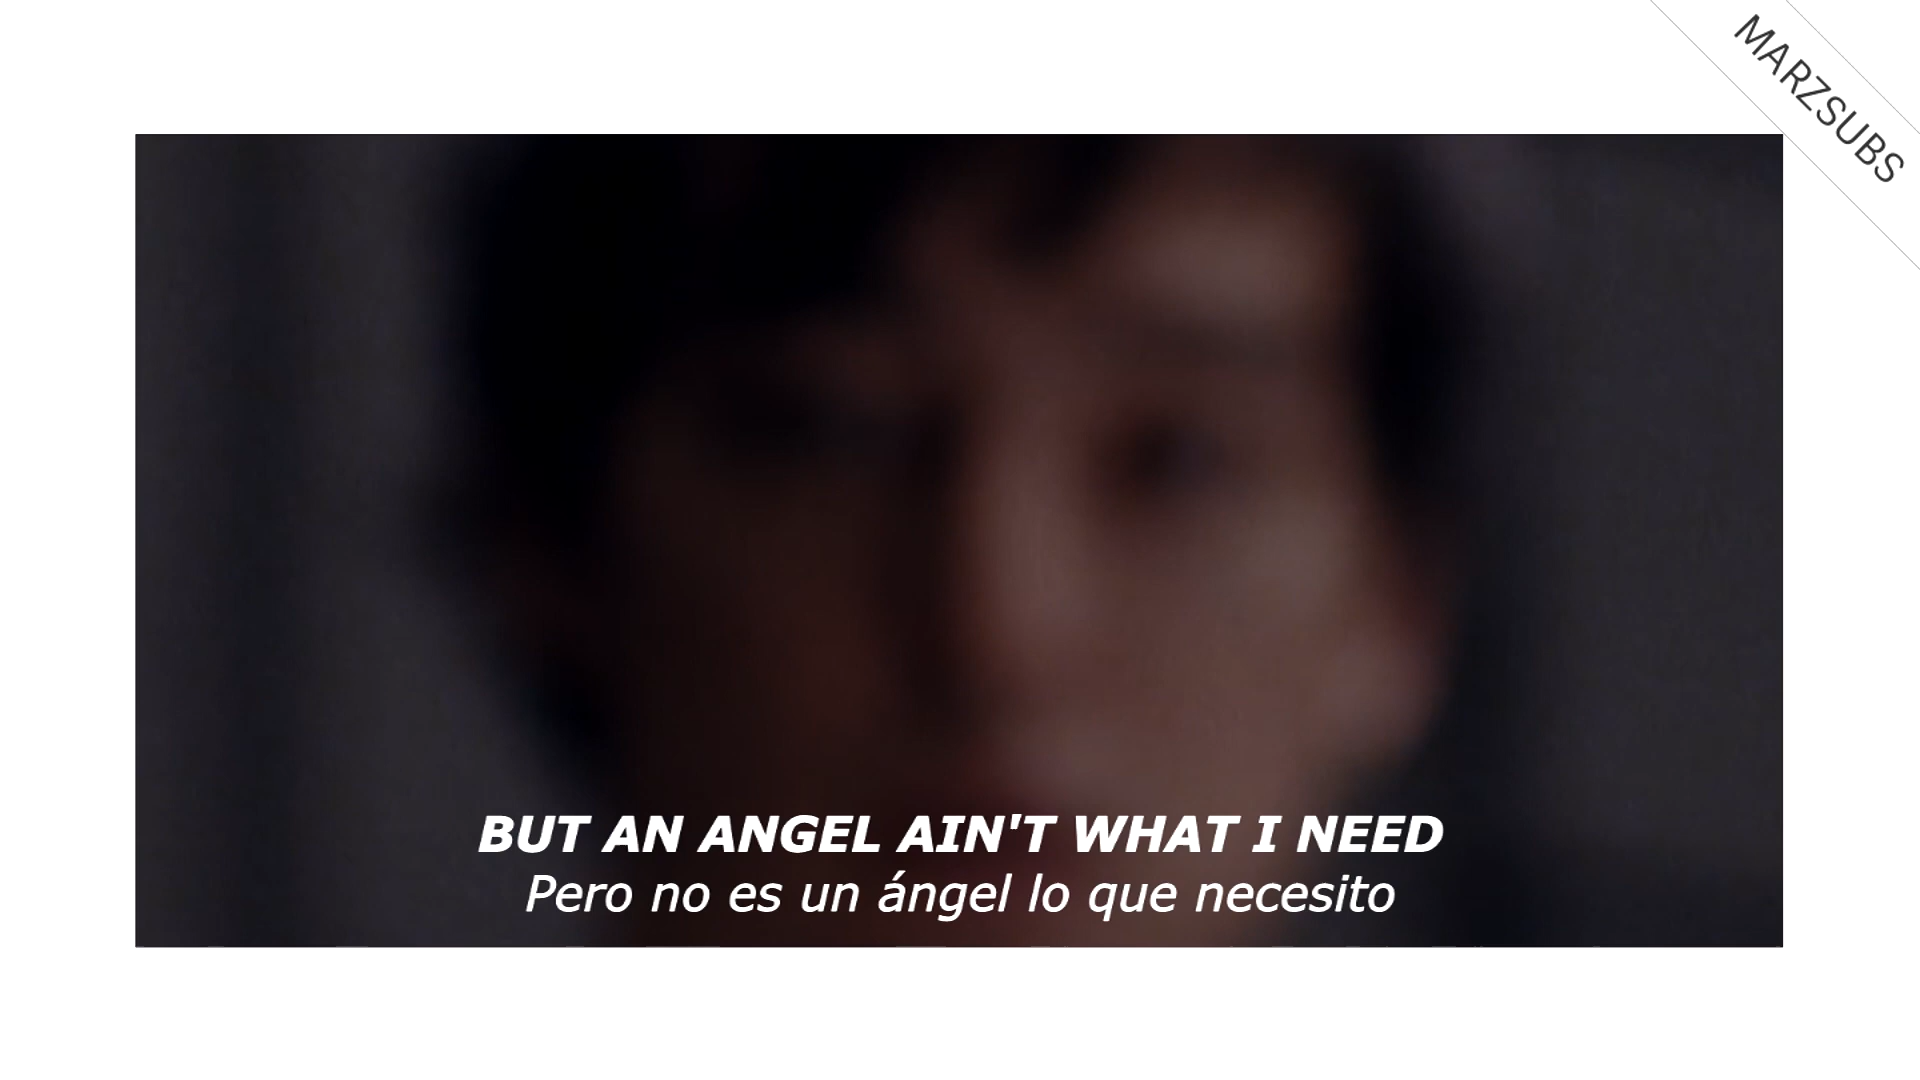 MARZSUBS
BUT AN ANGEL AIN'T WHAT I NEED
Pero no es un ángel lo que necesito